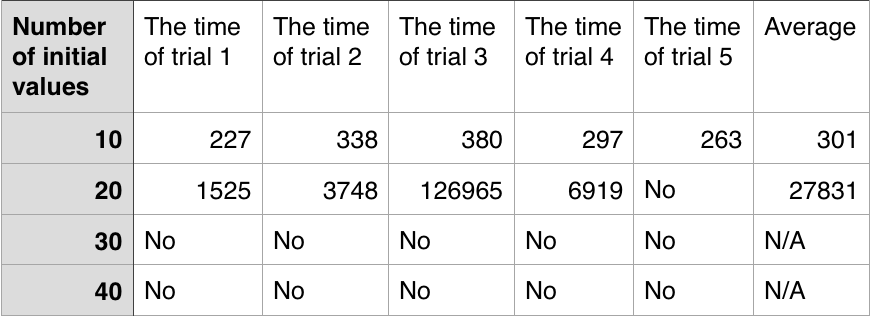 Number of initial values | The time of trial 1 | The time of trial 2 | The time of trial 3 | The time of trial 4 | The time of trial 5 | Average
10 | 227 | 338 | 380 | 297 | 263 | 301
20 | 1525 | 3748 | 126965 | 6919 | No | 27831
30 | No | No | No | No | No | N/A
40 | No | No | No | No | No | N/A